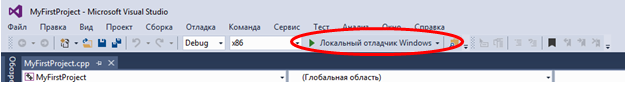 MyFirstProject - Microsoft Visual Studio
Файл Правка Вид Проект Сборка Отладка Команда Сервис Тест Анализ Окно Справка
Debug x86 Локальный отладчик Windows
MyFirstProject.cpp
MyFirstProject (Глобальная область)